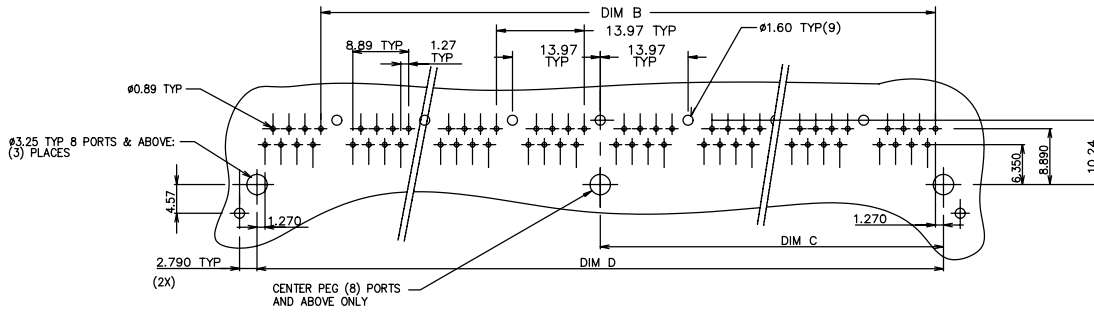 DIM B
13.97 TYP
ø1.60 TYP(9)
8.89 TYP
1.27
TYP
13.97
TYP
13.97
TYP
ø0.89 TYP
ø3.25 TYP 8 PORTS & ABOVE:
(3) PLACES
4.57
1.270
6.350
8.890
10.24
1.270
DIM C
2.790 TYP
(2X)
DIM D
CENTER PEG (8) PORTS
AND ABOVE ONLY